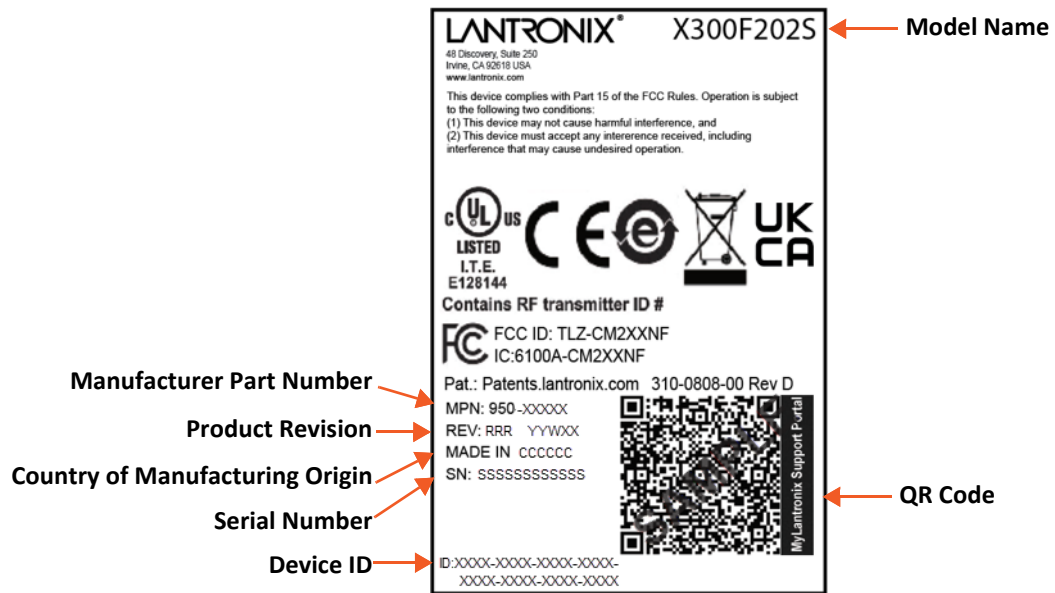 LANTRONIX® X300F202S
Model Name
48 Discovery, Suite 250
Irvine, CA 92618 USA
www.lantronix.com
This device complies with Part 15 of the FCC Rules. Operation is subject
to the following two conditions:
(1) This device may not cause harmful interference, and
(2) This device must accept any intererence received, including
interference that may cause undesired operation.
C UL US
LISTED
I.T.E.
E128144
CE
e
UK
CA
Contains RF transmitter ID #
FC FCC ID: TLZ-CM2XXNF
IC:6100A-CM2XXNF
Pat.: Patents.lantronix.com 310-0808-00 Rev D
Manufacturer Part Number
MPN: 950-XXXXX
Product Revision
REV: RRR YYWXX
Country of Manufacturing Origin
MADE IN CCCCCC
Serial Number
SN: SSSSSSSSSSSS
SAMPLE
MyLantronix Support Portal
QR Code
Device ID
ID:XXXX-XXXX-XXXX-XXXX-
XXXX-XXXX-XXXX-XXXX